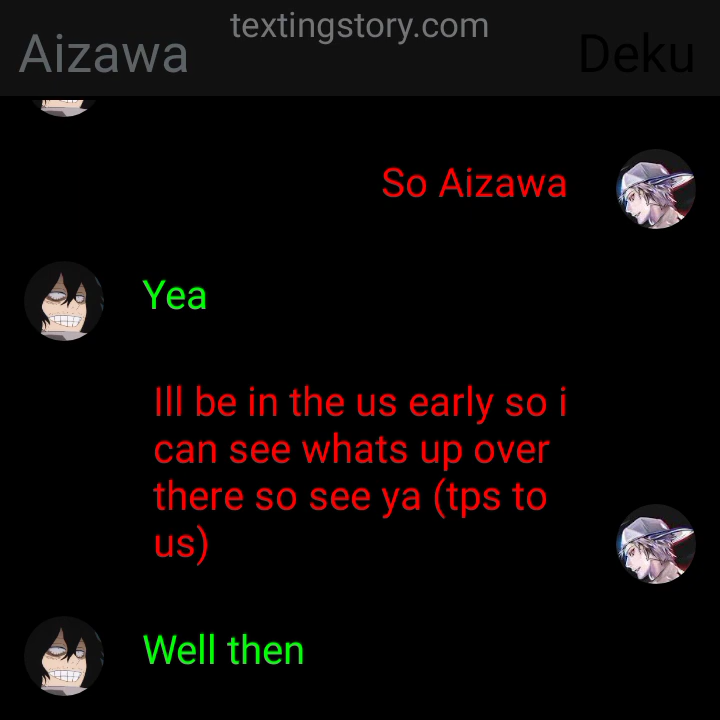 textingstory.com
Aizawa
Deku
So Aizawa
Yea
Ill be in the us early so i
can see whats up over
there so see ya (tps to
us)
Well then